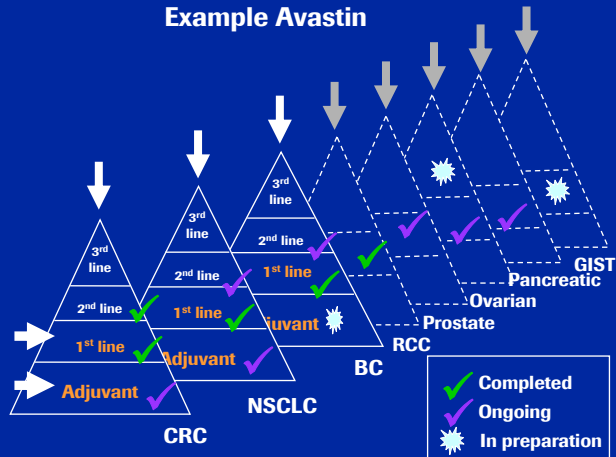 Example Avastin
3rd
line
2nd line
1st line
Adjuvant
CRC
3rd
line
2nd line
1st line
Adjuvant
NSCLC
3rd
line
2nd line
1st line
juvant
BC
RCC
Prostate
Ovarian
Pancreatic
GIST
Completed
Ongoing
In preparation